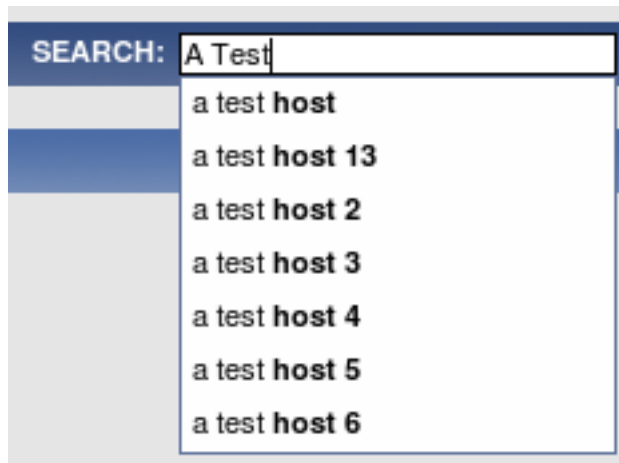 SEARCH: A Test
a test host
a test host 13
a test host 2
a test host 3
a test host 4
a test host 5
a test host 6